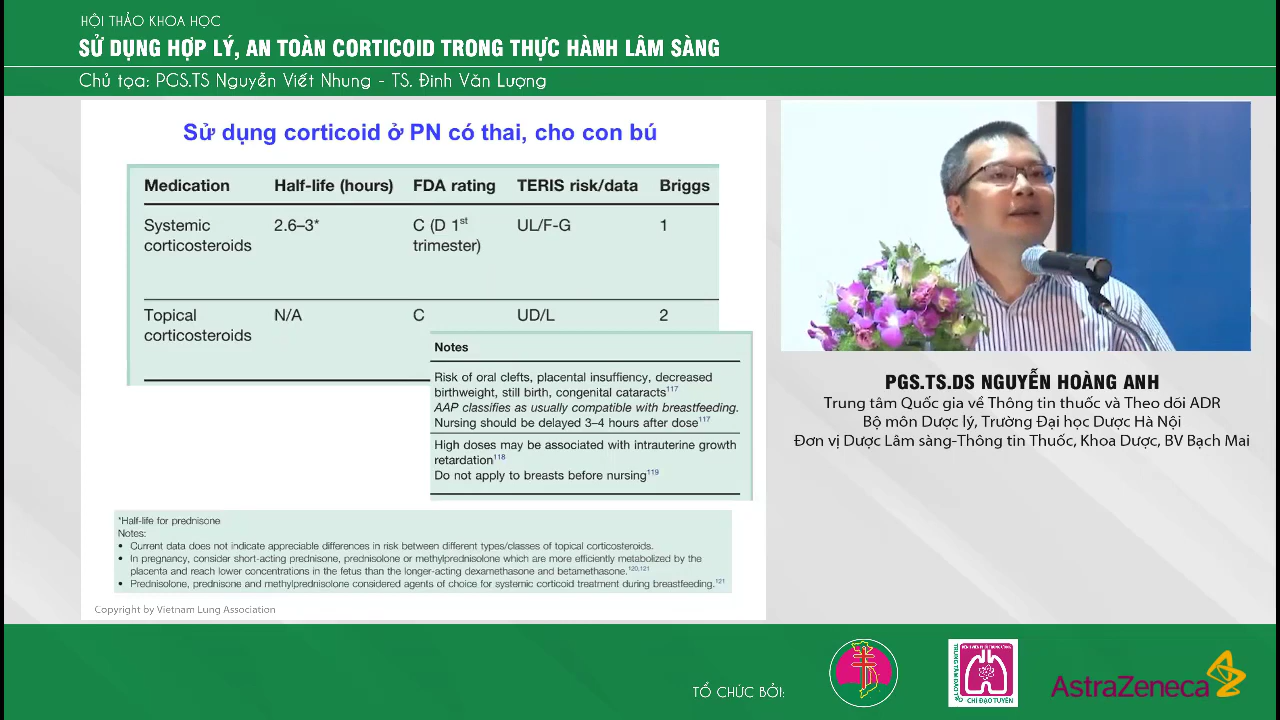 HỘI THẢO KHOA HỌC
SỬ DỤNG HỢP LÝ, AN TOÀN CORTICOID TRONG THỰC HÀNH LÂM SÀNG
Chủ tọa: PGS.TS Nguyễn Viết Nhung - TS. Đinh Văn Lượng
Sử dụng corticoid ở PN có thai, cho con bú
Medication Half-life (hours) FDA rating TERIS risk/data Briggs
Systemic corticosteroids 2.6–3* C (D 1st trimester) UL/F-G 1
Topical corticosteroids N/A C UD/L 2
Notes
Risk of oral clefts, placental insuffiency, decreased
birthweight, still birth, congenital cataracts117
AAP classifies as usually compatible with breastfeeding.
Nursing should be delayed 3–4 hours after dose117
High doses may be associated with intrauterine growth
retardation118
Do not apply to breasts before nursing119
*Half-life for prednisone
Notes:
• Current data does not indicate appreciable differences in risk between different types/classes of topical corticosteroids.
• In pregnancy, consider short-acting prednisone, prednisolone or methylprednisolone which are more efficiently metabolized by the
placenta and reach lower concentrations in the fetus than the longer-acting dexamethasone and betamethasone.120,121
• Prednisolone, prednisone and methylprednisolone considered agents of choice for systemic corticoid treatment during breastfeeding.121
Copyright by Vietnam Lung Association
PGS.TS.DS NGUYỄN HOÀNG ANH
Trung tâm Quốc gia về Thông tin thuốc và Theo dõi ADR
Bộ môn Dược lý, Trường Đại học Dược Hà Nội
Đơn vị Dược Lâm sàng-Thông tin Thuốc, Khoa Dược, BV Bạch Mai
TỔ CHỨC BỞI:
CHỈ ĐẠO TUYẾN
AstraZeneca